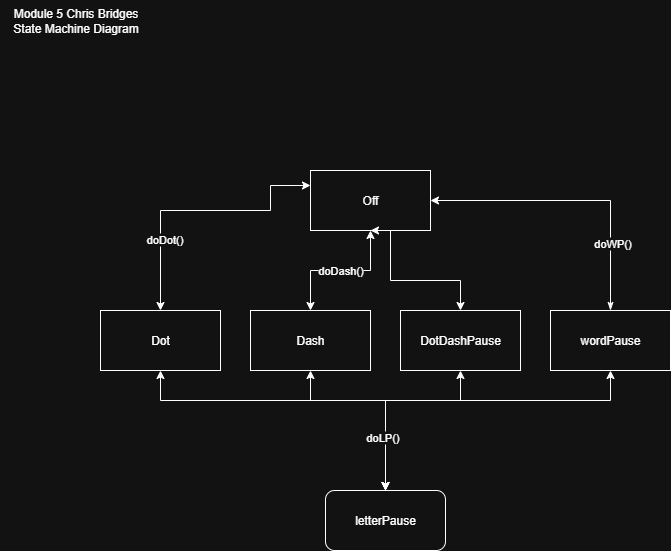 Module 5 Chris Bridges
State Machine Diagram
Off
doDot()
doWP()
doDash()
Dot
Dash
DotDashPause
wordPause
doLP()
letterPause